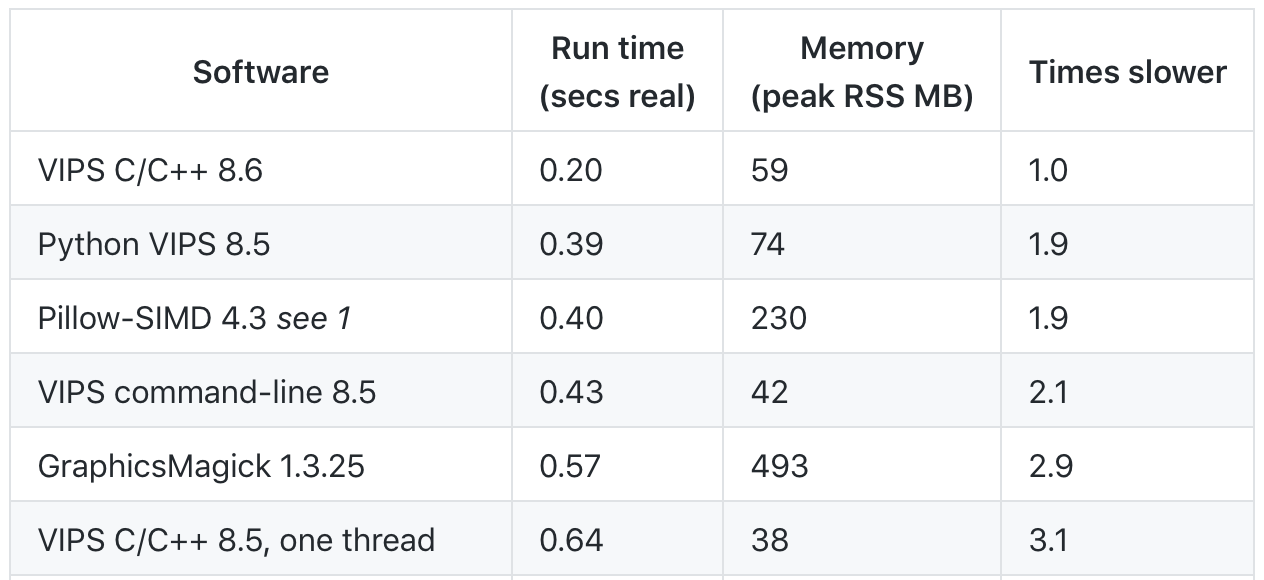 Software Run time (secs real) Memory (peak RSS MB) Times slower
VIPS C/C++ 8.6 0.20 59 1.0
Python VIPS 8.5 0.39 74 1.9
Pillow-SIMD 4.3 see 1 0.40 230 1.9
VIPS command-line 8.5 0.43 42 2.1
GraphicsMagick 1.3.25 0.57 493 2.9
VIPS C/C++ 8.5, one thread 0.64 38 3.1